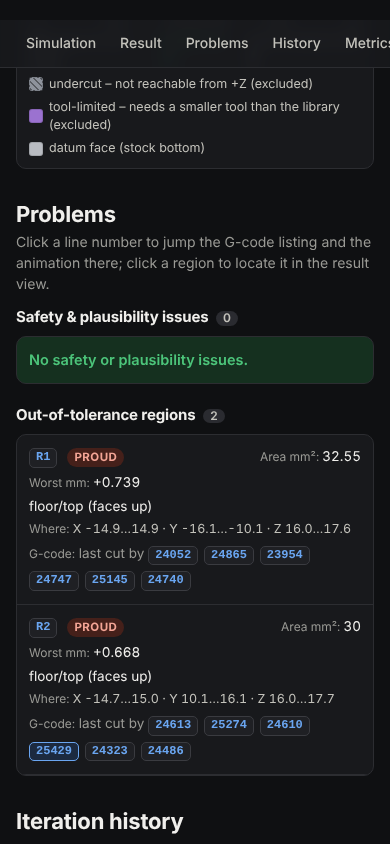 Simulation Result Problems History Metrics
undercut – not reachable from +Z (excluded)
tool-limited – needs a smaller tool than the library
(excluded)
datum face (stock bottom)
Problems
Click a line number to jump the G-code listing and the
animation there; click a region to locate it in the result
view.
Safety & plausibility issues 0
No safety or plausibility issues.
Out-of-tolerance regions 2
R1 PROUD Area mm²: 32.55
Worst mm: +0.739
floor/top (faces up)
Where: X -14.9…14.9 · Y -16.1…-10.1 · Z 16.0…17.6
G-code: last cut by 24052 24865 23954
24747 25145 24740
R2 PROUD Area mm²: 30
Worst mm: +0.668
floor/top (faces up)
Where: X -14.7…15.0 · Y 10.1…16.1 · Z 16.0…17.7
G-code: last cut by 24613 25274 24610
25429 24323 24486
Iteration history